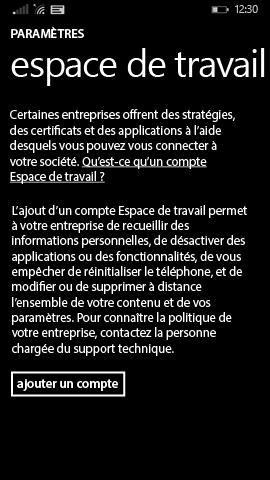 12:30
PARAMÈTRES
espace de travail
Certaines entreprises offrent des stratégies,
des certificats et des applications à l'aide
desquels vous pouvez vous connecter à
votre société. Qu'est-ce qu'un compte
Espace de travail ?
L'ajout d'un compte Espace de travail permet
à votre entreprise de recueillir des
informations personnelles, de désactiver des
applications ou des fonctionnalités, de vous
empêcher de réinitialiser le téléphone, et de
modifier ou de supprimer à distance
l'ensemble de votre contenu et de vos
paramètres. Pour connaître la politique de
votre entreprise, contactez la personne
chargée du support technique.
ajouter un compte